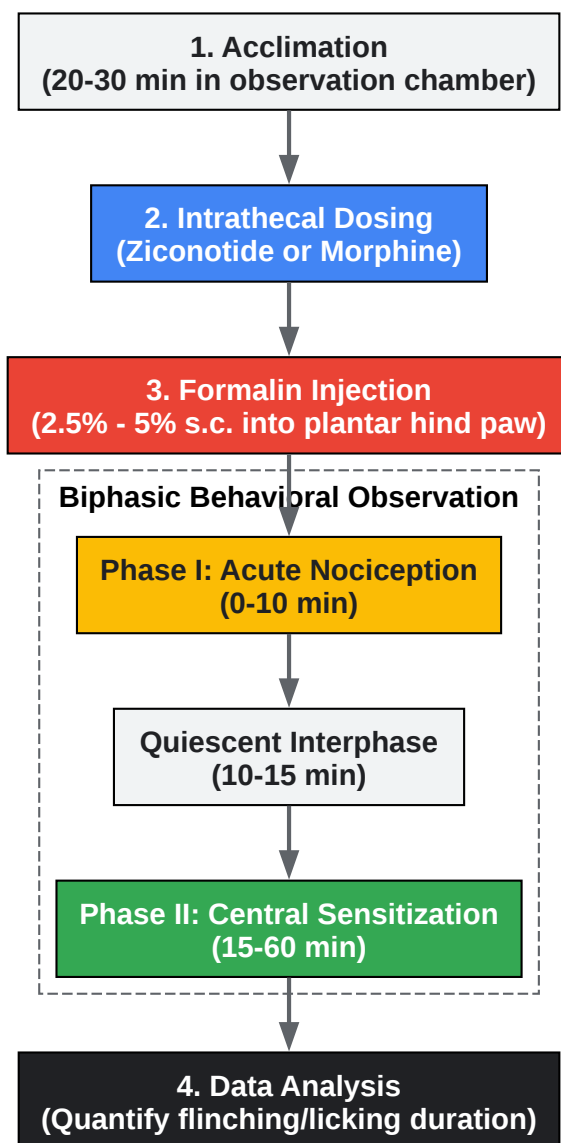 1. Acclimation
(20-30 min in observation chamber)
2. Intrathecal Dosing
(Ziconotide or Morphine)
3. Formalin Injection
(2.5% - 5% s.c. into plantar hind paw)
Biphasic Behavioral Observation
Phase I: Acute Nociception
(0-10 min)
Quiescent Interphase
(10-15 min)
Phase II: Central Sensitization
(15-60 min)
4. Data Analysis
(Quantify flinching/licking duration)